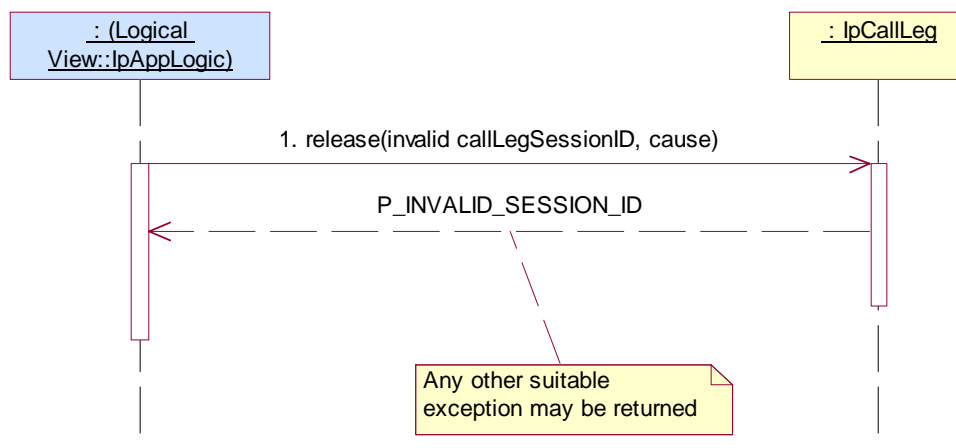 : (Logical
View::IpAppLogic)
: IpCallLeg
1. release(invalid callLegSessionID, cause)
P_INVALID_SESSION_ID
Any other suitable
exception may be returned